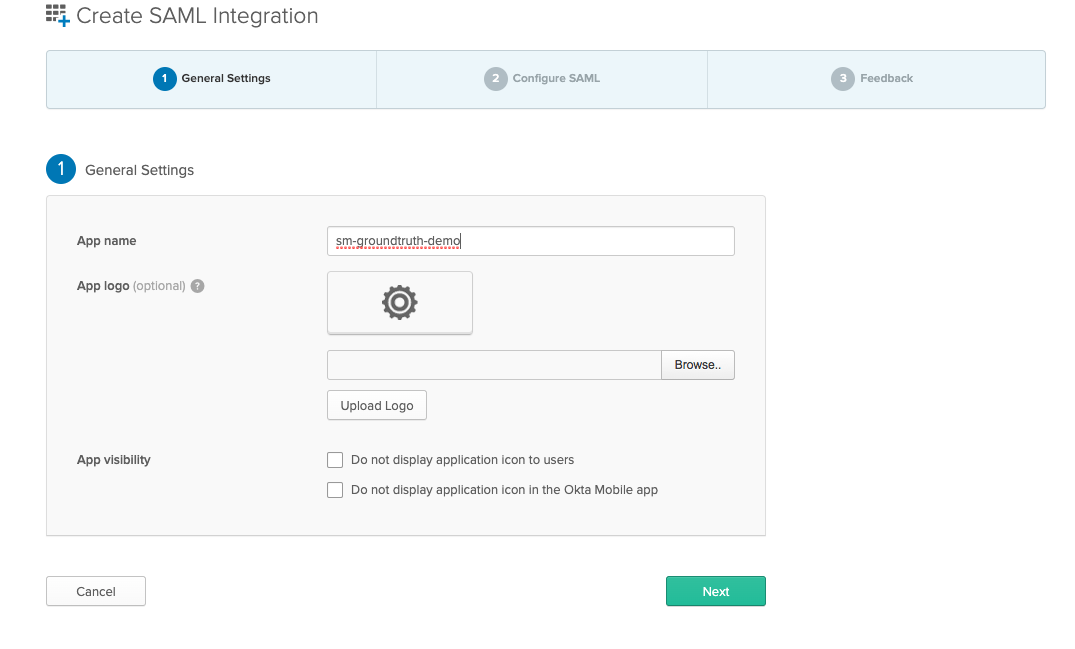 Create SAML Integration
1 General Settings
2 Configure SAML
3 Feedback
1 General Settings
App name
sm-groundtruth-demo
App logo (optional) ?
Browse..
Upload Logo
App visibility
Do not display application icon to users
Do not display application icon in the Okta Mobile app
Cancel
Next